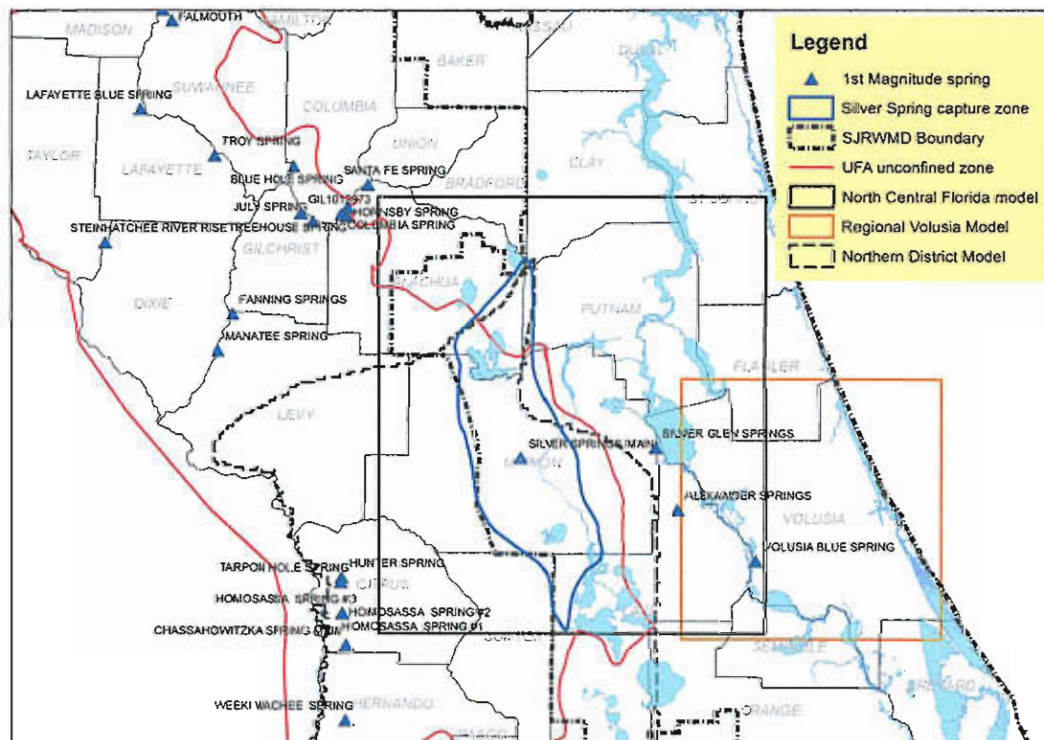 FALMOUTH
HAMILTON
NASSAU
MADISON
DUVAL
Legend
BAKER
1st Magnitude spring
SUWANNEE
LAFAYETTE BLUE SPRING
COLUMBIA
Silver Spring capture zone
SJRWMD Boundary
TROY SPRING
UNION
TAYLOR
LAFAYETTE
CLAY
UFA unconfined zone
BLUE HOLE SPRING
SANTA FE SPRING
BRADFORD
North Central Florida model
GIL1012973
JULY SPRING
HORNSBY SPRING
STEINHATCHEE RIVER RISE
TREEHOUSE SPRING
COLUMBIA SPRING
Regional Volusia Model
GILCHRIST
Northern District Model
ALACHUA
DIXIE
FANNING SPRINGS
PUTNAM
MANATEE SPRING
FLAGLER
LEVY
SILVER GLEN SPRINGS
SILVER SPRINGS MAIN
MARION
ALEXANDER SPRINGS
VOLUSIA
VOLUSIA BLUE SPRING
TARPON HOLE SPRING
HUNTER SPRING
CITRUS
HOMOSASSA SPRING #3
HOMOSASSA SPRING #2
CHASSAHOWITZKA SPRING
HOMOSASSA SPRING #1
SUMTER
SEMINOLE
BREVARD
WEEKI WACHEE SPRING
HERNANDO
ORANGE
PASCO